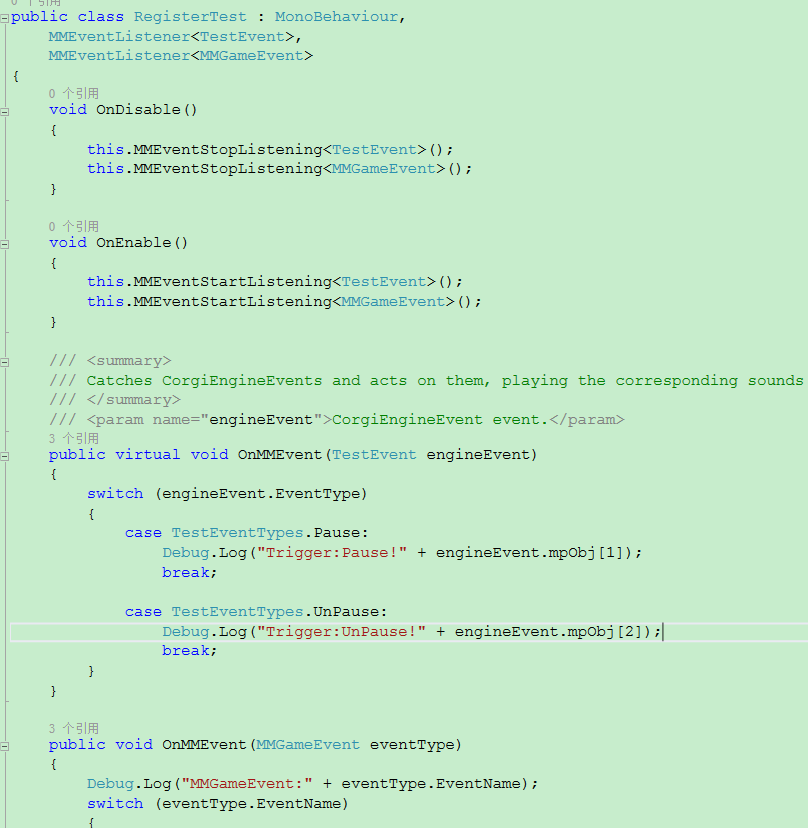 0 个引用
public class RegisterTest : MonoBehaviour,
MMEventListener<TestEvent>,
MMEventListener<MMGameEvent>
{
0 个引用
void OnDisable()
{
this.MMEventStopListening<TestEvent>();
this.MMEventStopListening<MMGameEvent>();
}
0 个引用
void OnEnable()
{
this.MMEventStartListening<TestEvent>();
this.MMEventStartListening<MMGameEvent>();
}
/// <summary>
/// Catches CorgiEngineEvents and acts on them, playing the corresponding sounds
/// </summary>
/// <param name="engineEvent">CorgiEngineEvent event.</param>
3 个引用
public virtual void OnMMEvent(TestEvent engineEvent)
{
switch (engineEvent.EventType)
{
case TestEventTypes.Pause:
Debug.Log("Trigger:Pause!" + engineEvent.mpObj[1]);
break;
case TestEventTypes.UnPause:
Debug.Log("Trigger:UnPause!" + engineEvent.mpObj[2]);
break;
}
}
3 个引用
public void OnMMEvent(MMGameEvent eventType)
{
Debug.Log("MMGameEvent:" + eventType.EventName);
switch (eventType.EventName)
{